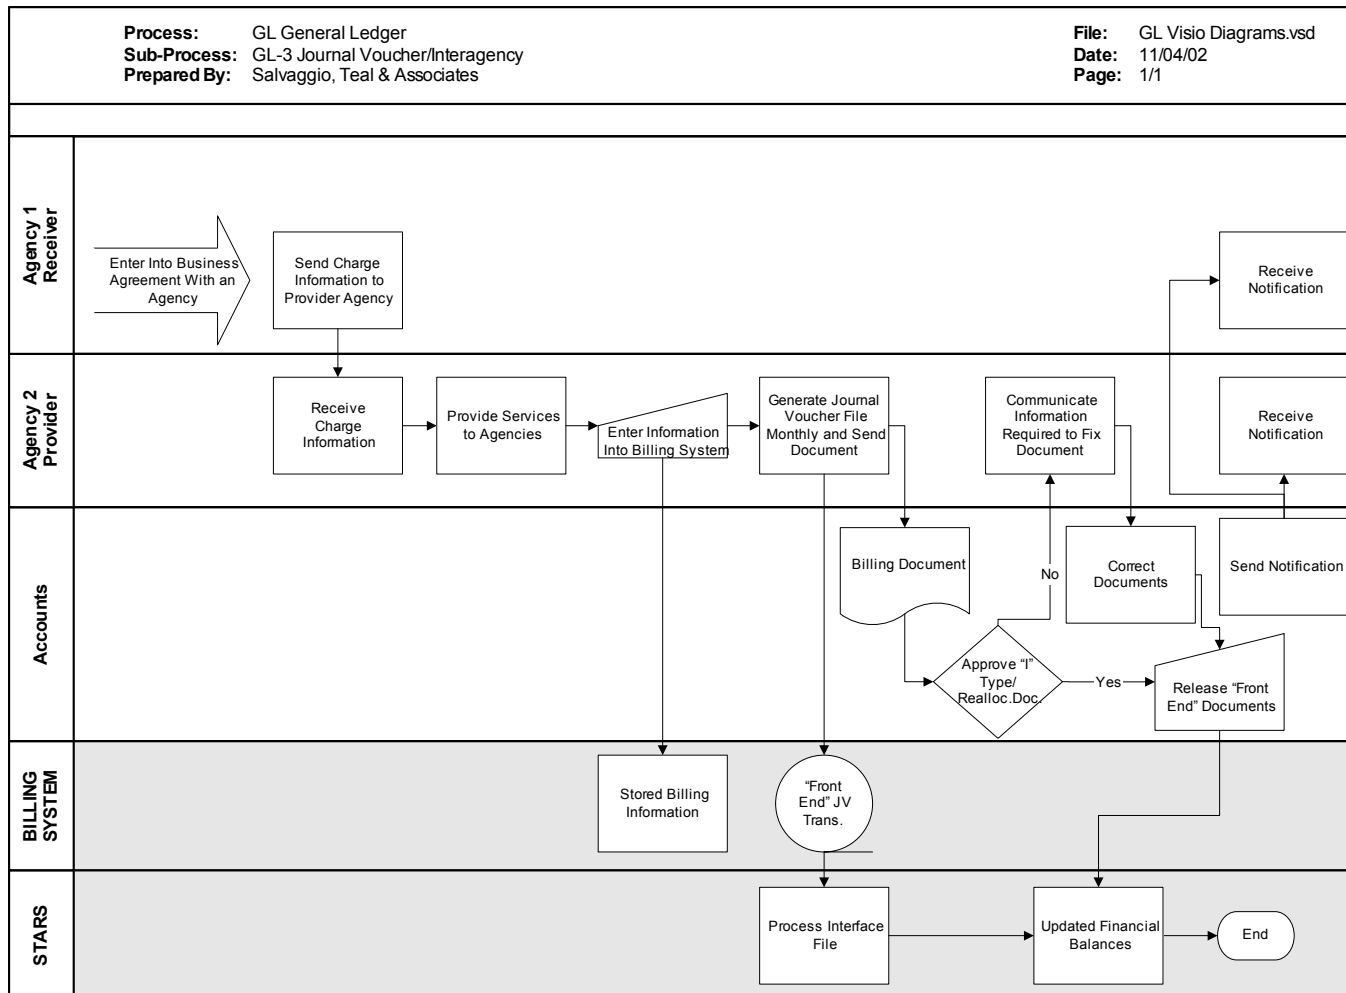 Process: GL General Ledger
Sub-Process: GL-3 Journal Voucher/Interagency
Prepared By: Salvaggio, Teal & Associates
File: GL Visio Diagrams.vsd
Date: 11/04/02
Page: 1/1
Agency 1
Receiver
Enter Into Business
Agreement With an
Agency
Send Charge
Information to
Provider Agency
Receive
Notification
Agency 2
Provider
Receive
Charge
Information
Provide Services
to Agencies
Enter Information
Into Billing System
Generate Journal
Voucher File
Monthly and Send
Document
Communicate
Information
Required to Fix
Document
Receive
Notification
Accounts
Billing Document
No
Correct
Documents
Send Notification
Approve “I”
Type/
Realloc.Doc.
Yes
Release “Front
End” Documents
BILLING
SYSTEM
Stored Billing
Information
“Front
End” JV
Trans.
STARS
Process Interface
File
Updated Financial
Balances
End